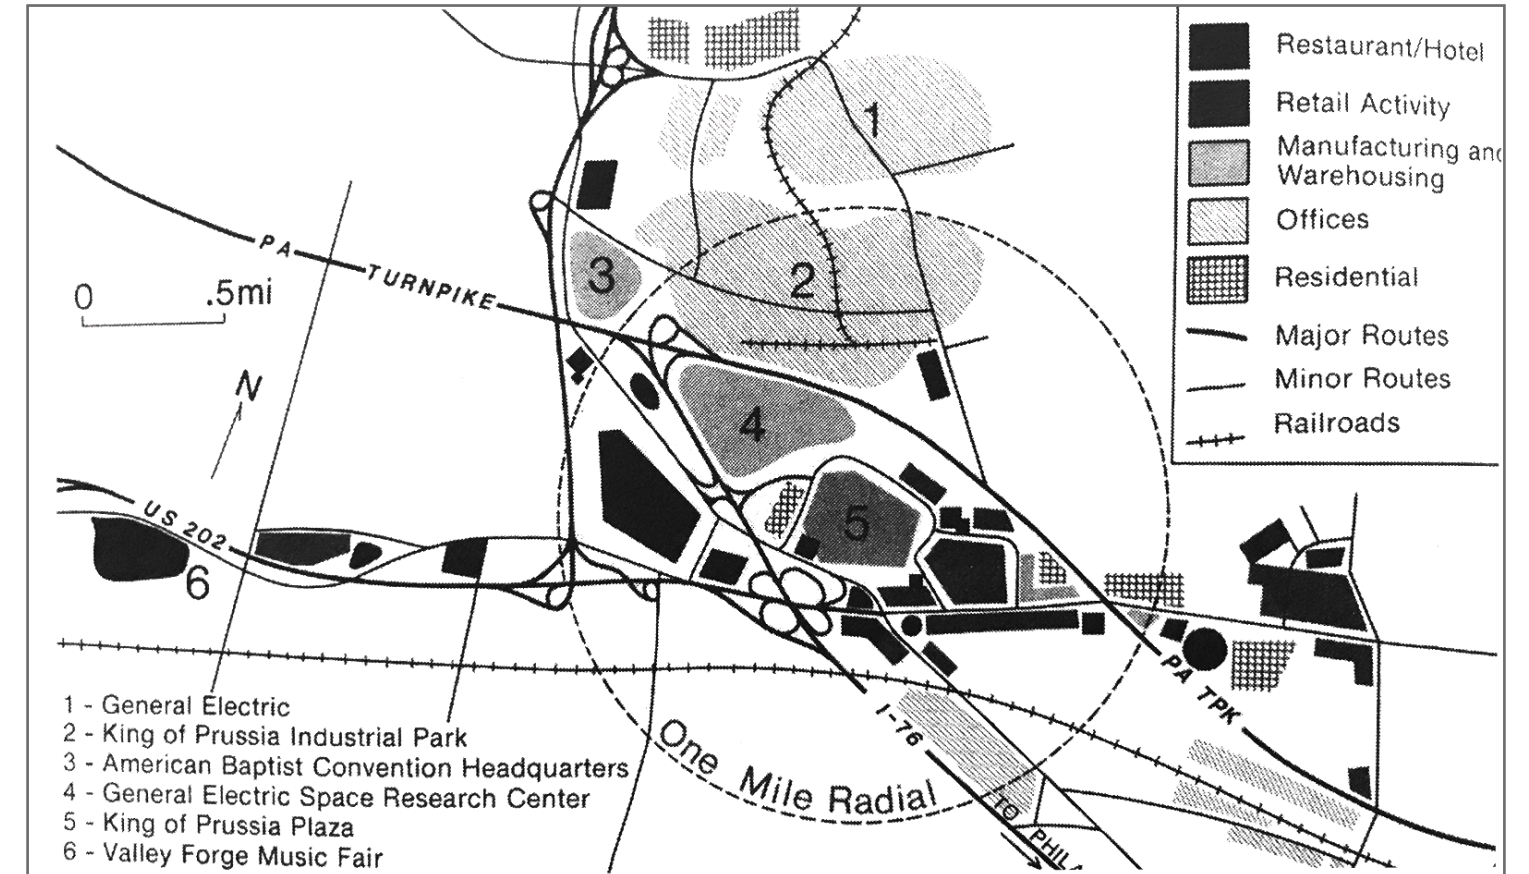 Restaurant/Hotel
Retail Activity
Manufacturing and
Warehousing
Offices
Residential
Major Routes
Minor Routes
Railroads
1
2
3
4
5
6
PA TURNPIKE
0 .5mi
N
US 202
PA TPK
I-76
One Mile Radial
TO PHILA
1 - General Electric
2 - King of Prussia Industrial Park
3 - American Baptist Convention Headquarters
4 - General Electric Space Research Center
5 - King of Prussia Plaza
6 - Valley Forge Music Fair